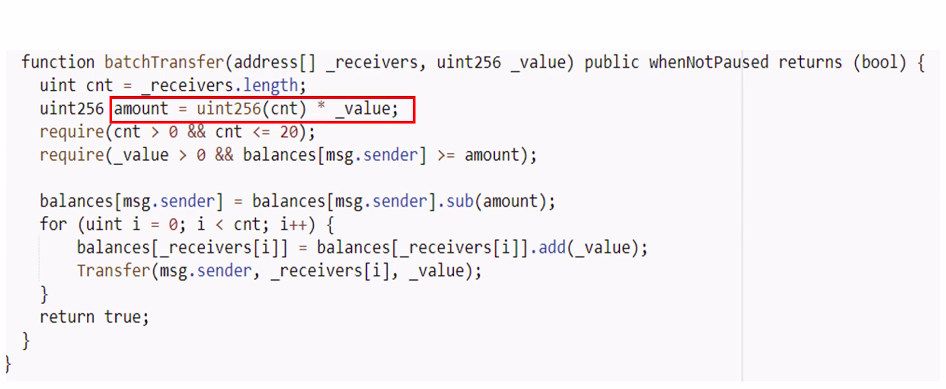 function batchTransfer(address[] _receivers, uint256 _value) public whenNotPaused returns (bool) {
uint cnt = _receivers.length;
uint256 amount = uint256(cnt) * _value;
require(cnt > 0 && cnt <= 20);
require(_value > 0 && balances[msg.sender] >= amount);
balances[msg.sender] = balances[msg.sender].sub(amount);
for (uint i = 0; i < cnt; i++) {
balances[_receivers[i]] = balances[_receivers[i]].add(_value);
Transfer(msg.sender, _receivers[i], _value);
}
return true;
}
}